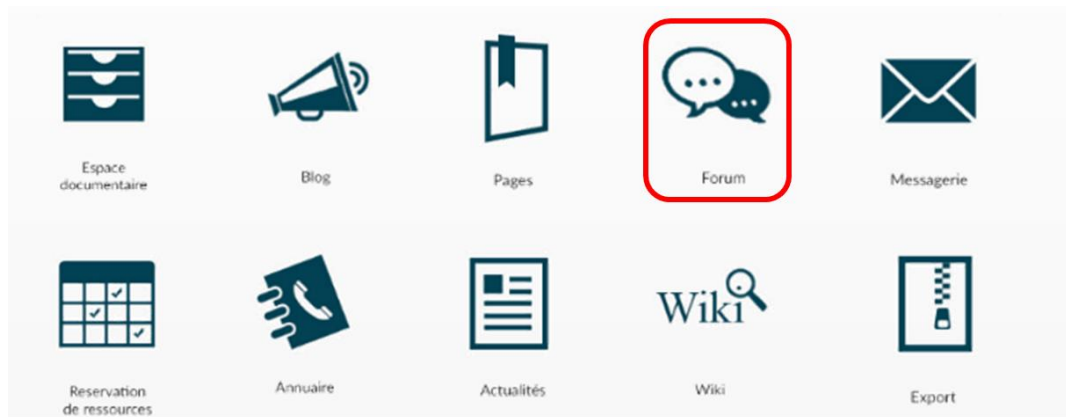 Espace
documentaire
Blog
Pages
Forum
Messagerie
Wiki
Reservation
de ressources
Annuaire
Actualités
Wiki
Export